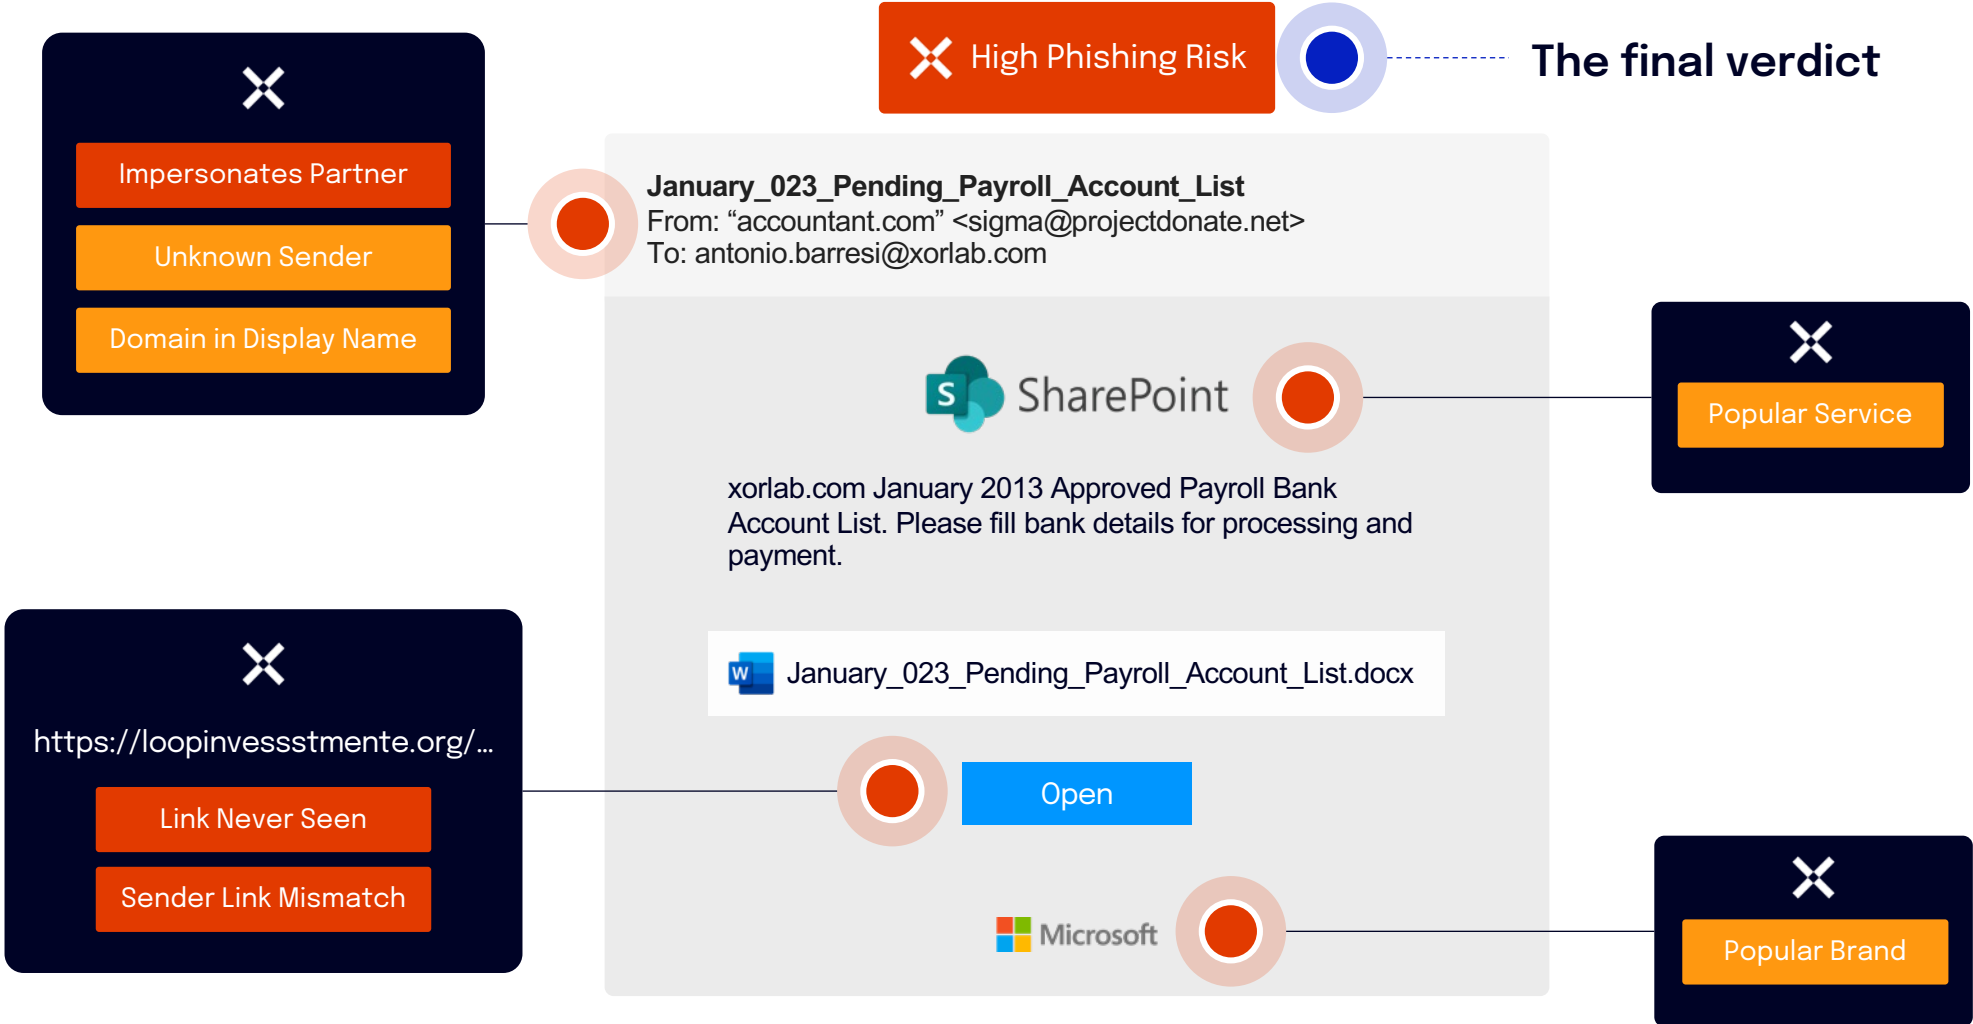 High Phishing Risk
The final verdict
Impersonates Partner
Unknown Sender
Domain in Display Name
January_023_Pending_Payroll_Account_List
From: “accountant.com” <sigma@projectdonate.net>
To: antonio.barresi@xorlab.com
S SharePoint
Popular Service
xorlab.com January 2013 Approved Payroll Bank
Account List. Please fill bank details for processing and
payment.
W January_023_Pending_Payroll_Account_List.docx
https://loopinvessstmente.org/...
Link Never Seen
Sender Link Mismatch
Open
Microsoft
Popular Brand